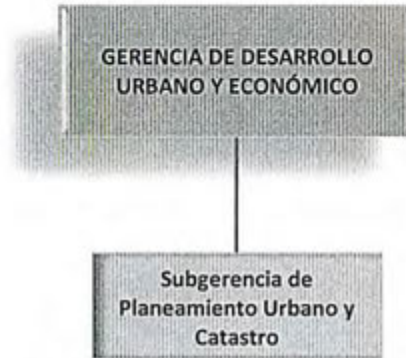 GERENCIA DE DESARROLLO
URBANO Y ECONÓMICO
Subgerencia de
Planeamiento Urbano y
Catastro